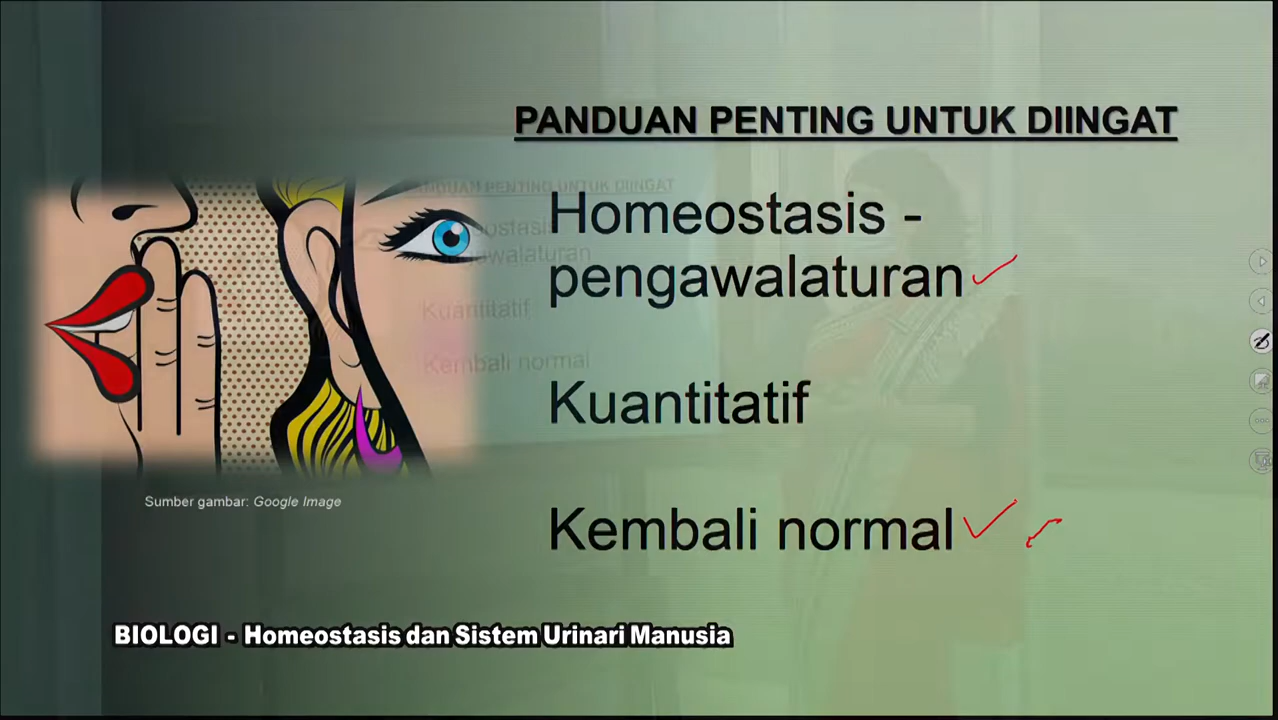 PANDUAN PENTING UNTUK DIINGAT
Homeostasis -
pengawalaturan
Kuantitatif
Kembali normal
Sumber gambar: Google Image
BIOLOGI - Homeostasis dan Sistem Urinari Manusia